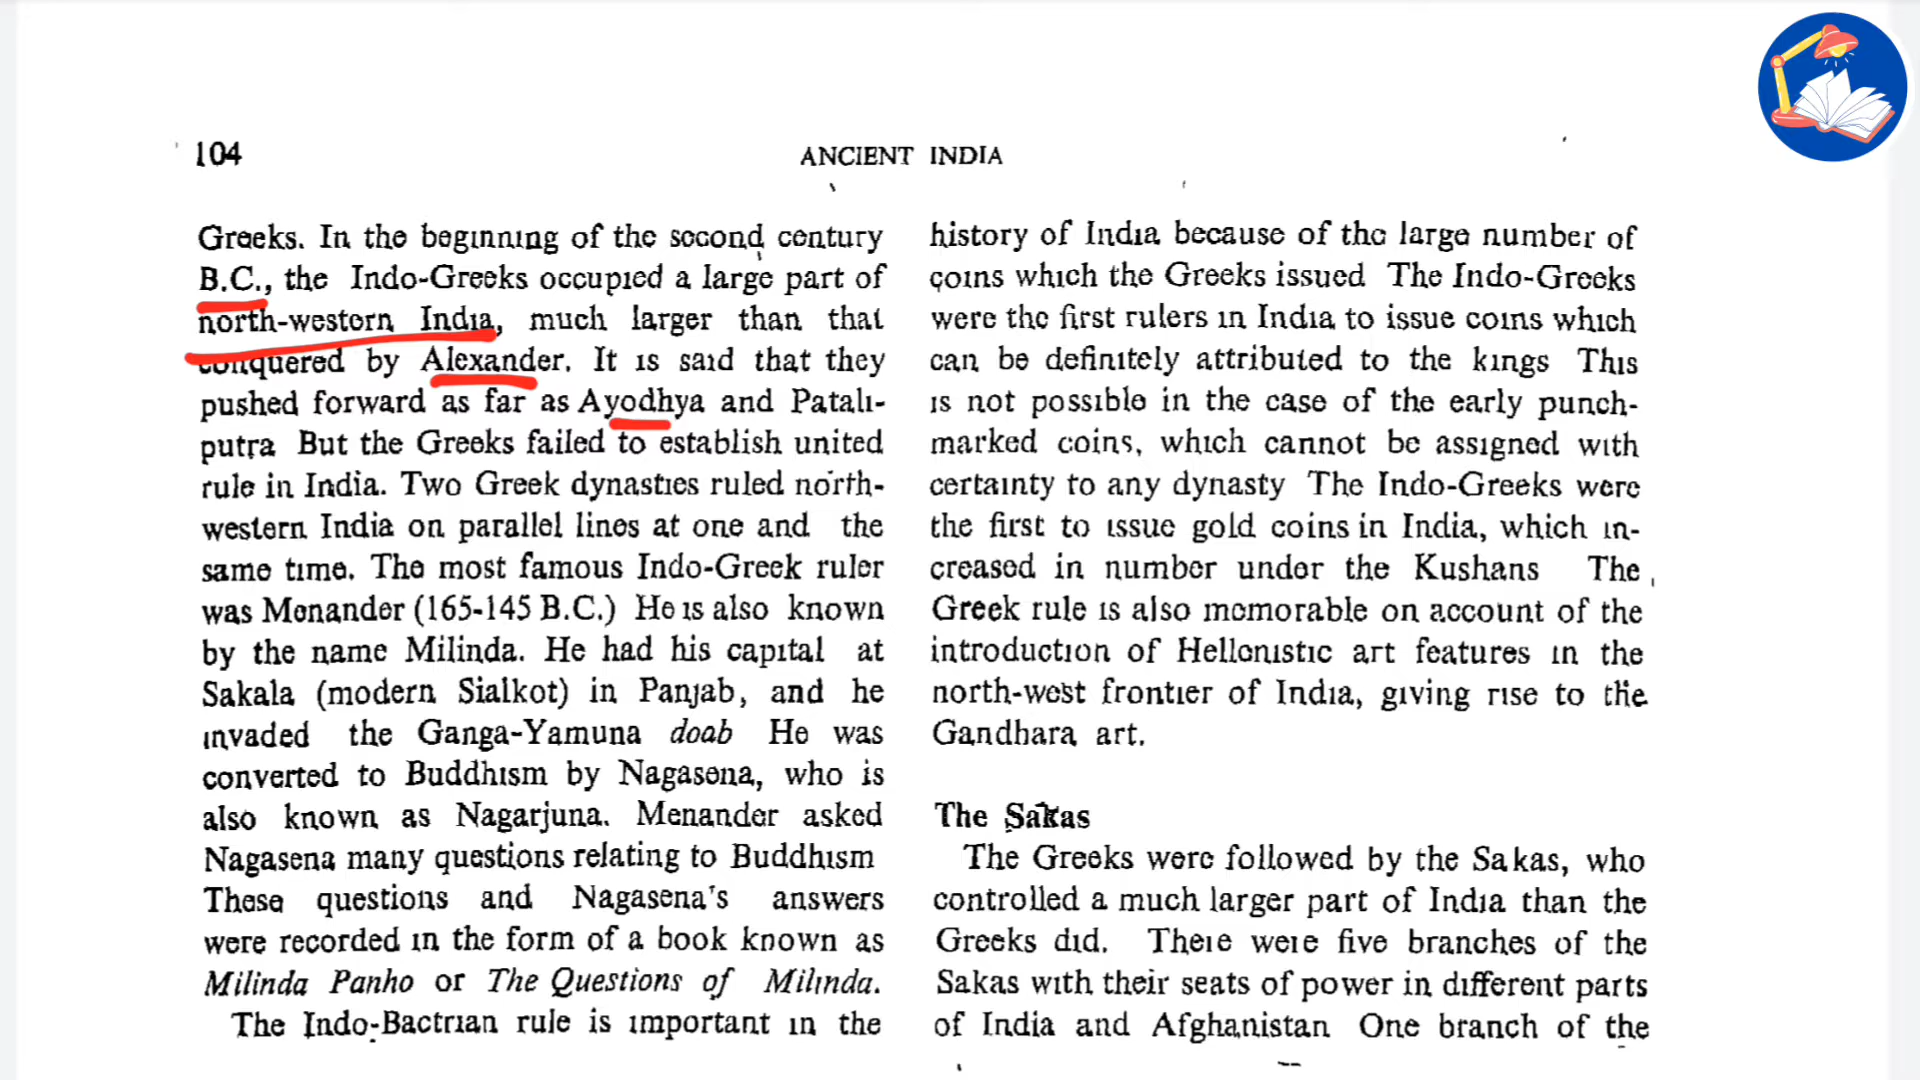 104
ANCIENT INDIA
Greeks. In the beginning of the second century
B.C., the Indo-Greeks occupied a large part of
north-western India, much larger than that
conquered by Alexander. It is said that they
pushed forward as far as Ayodhya and Patali-
putra But the Greeks failed to establish united
rule in India. Two Greek dynasties ruled north-
western India on parallel lines at one and the
same time. The most famous Indo-Greek ruler
was Menander (165-145 B.C.) He is also known
by the name Milinda. He had his capital at
Sakala (modern Sialkot) in Panjab, and he
invaded the Ganga-Yamuna doab He was
converted to Buddhism by Nagasena, who is
also known as Nagarjuna. Menander asked
Nagasena many questions relating to Buddhism
These questions and Nagasena's answers
were recorded in the form of a book known as
Milinda Panho or The Questions of Milinda.
The Indo-Bactrian rule is important in the
history of India because of the large number of
coins which the Greeks issued The Indo-Greeks
were the first rulers in India to issue coins which
can be definitely attributed to the kings This
is not possible in the case of the early punch-
marked coins, which cannot be assigned with
certainty to any dynasty The Indo-Greeks were
the first to issue gold coins in India, which in-
creased in number under the Kushans The
Greek rule is also memorable on account of the
introduction of Hellenistic art features in the
north-west frontier of India, giving rise to the
Gandhara art.
The Sakas
The Greeks were followed by the Sakas, who
controlled a much larger part of India than the
Greeks did. There were five branches of the
Sakas with their seats of power in different parts
of India and Afghanistan One branch of the